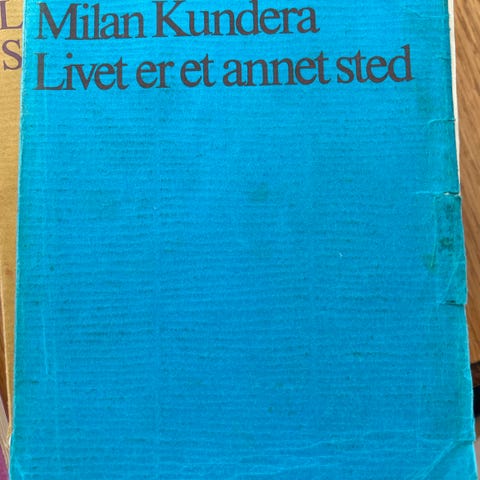 Milan Kundera
Livet er et annet sted
L
S